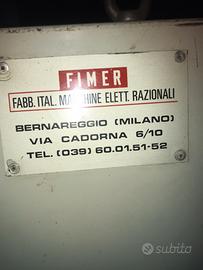 FIMER
FABB. ITAL. MACCHINE ELETT. RAZIONALI
BERNAREGGIO (MILANO)
VIA CADORNA 6/10
TEL. (039) 60.01.51-52
subito